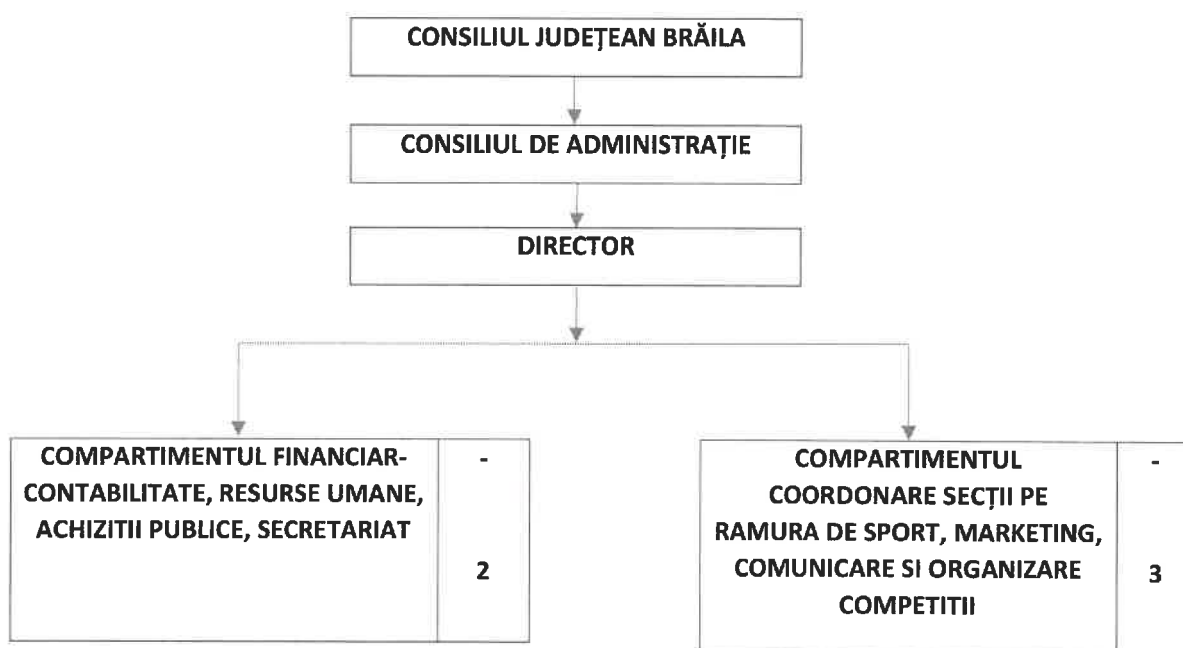 CONSILIUL JUDEȚEAN BRĂILA
CONSILIUL DE ADMINISTRAȚIE
DIRECTOR
COMPARTIMENTUL FINANCIAR-
CONTABILITATE, RESURSE UMANE,
ACHIZITII PUBLICE, SECRETARIAT
-
2
COMPARTIMENTUL
COORDONARE SECȚII PE
RAMURA DE SPORT, MARKETING,
COMUNICARE SI ORGANIZARE
COMPETITII
-
3